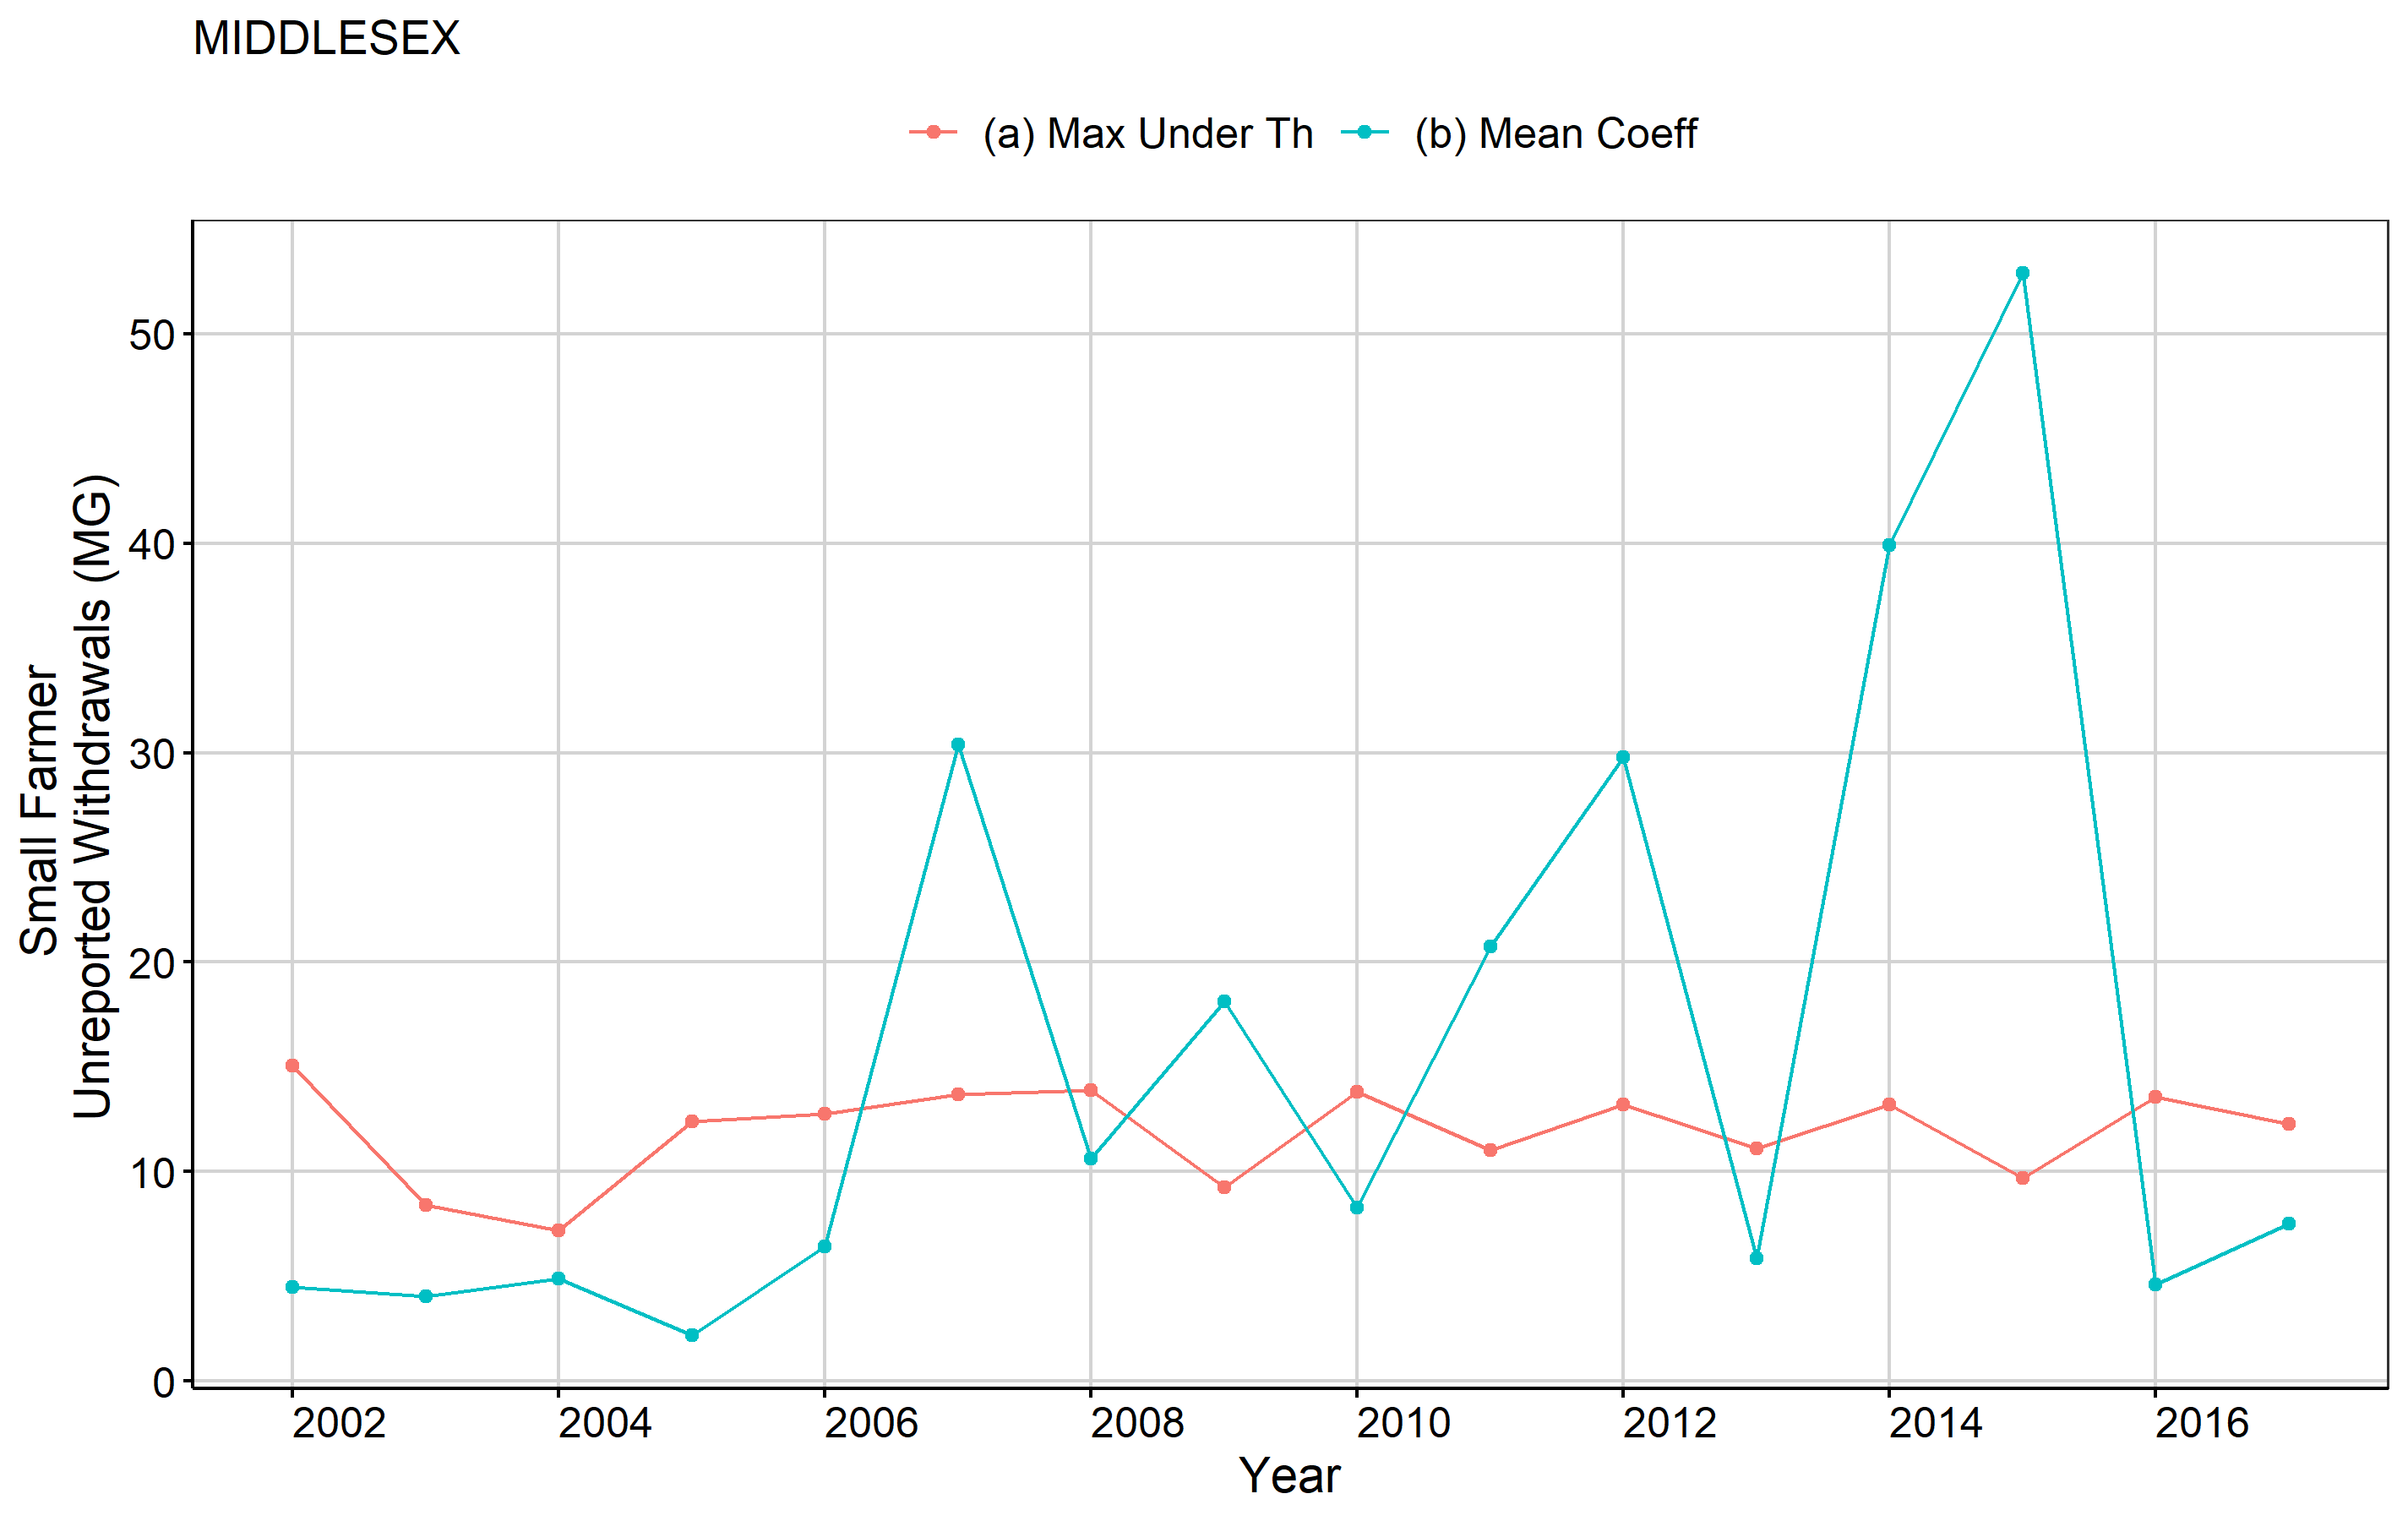 MIDDLESEX
(a) Max Under Th (b) Mean Coeff
Small Farmer
Unreported Withdrawals (MG)
50
40
30
20
10
0
2002 2004 2006 2008 2010 2012 2014 2016
Year